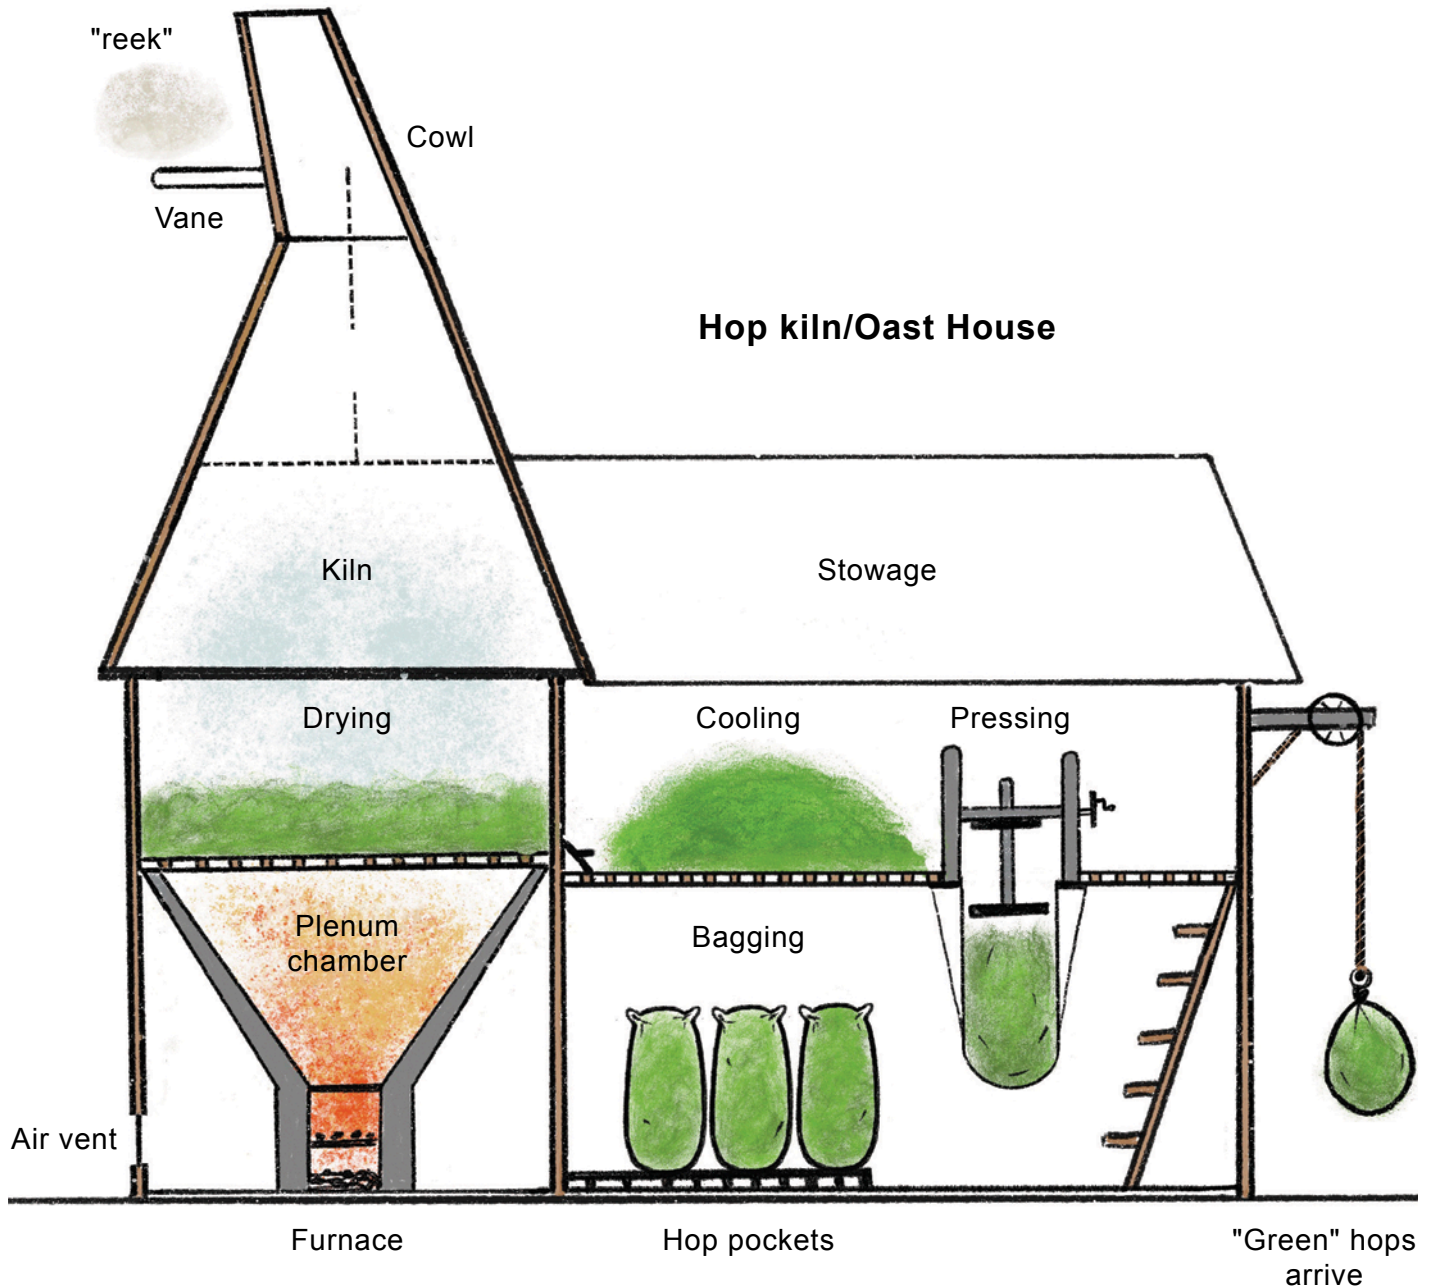 "reek"
Cowl
Vane
Hop kiln/Oast House
Kiln
Stowage
Drying
Cooling
Pressing
Plenum
chamber
Bagging
Air vent
Furnace
Hop pockets
"Green" hops
arrive